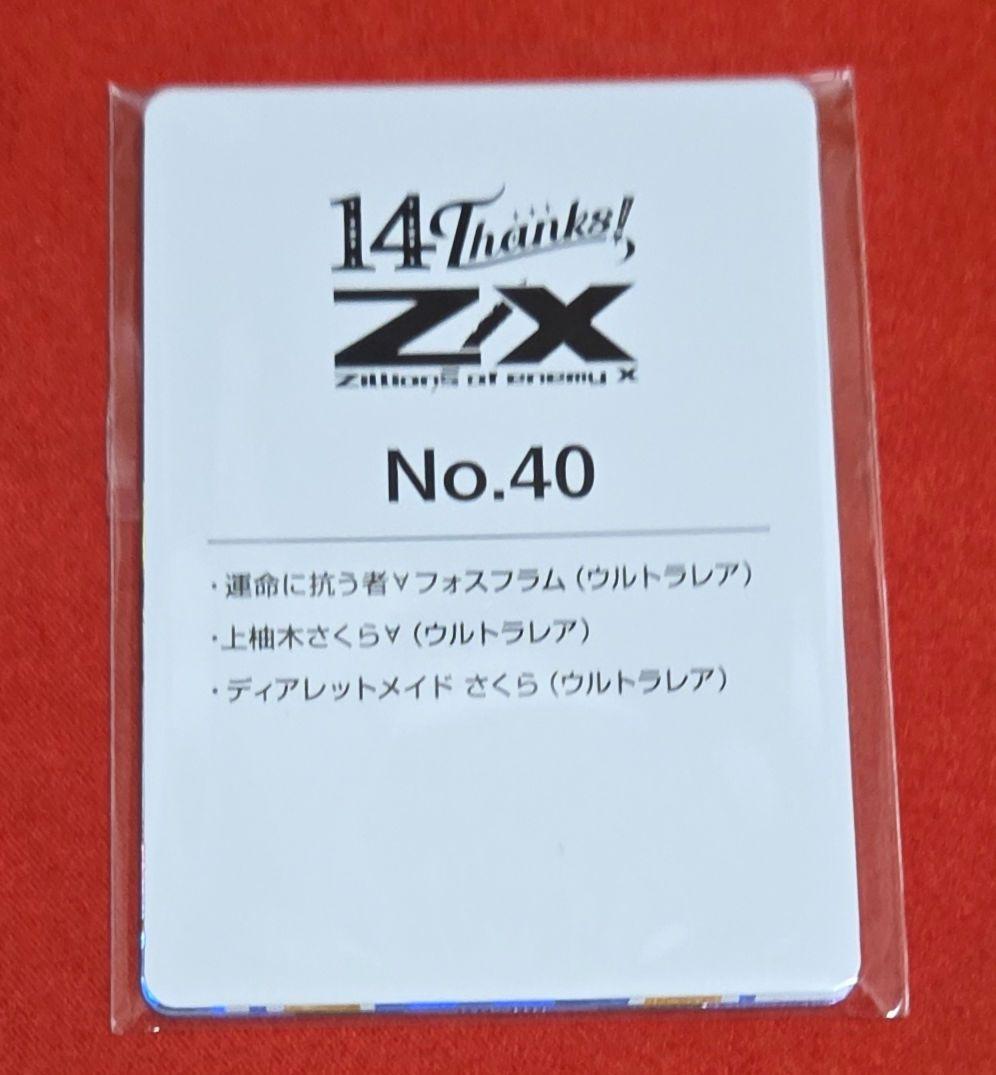 14 Thanks!
Z/X
Zillions of enemy X
No.40
・運命に抗う者∀フォスフラム(ウルトラレア)
・上柚木さくら∀(ウルトラレア)
・ディアレットメイド さくら(ウルトラレア)